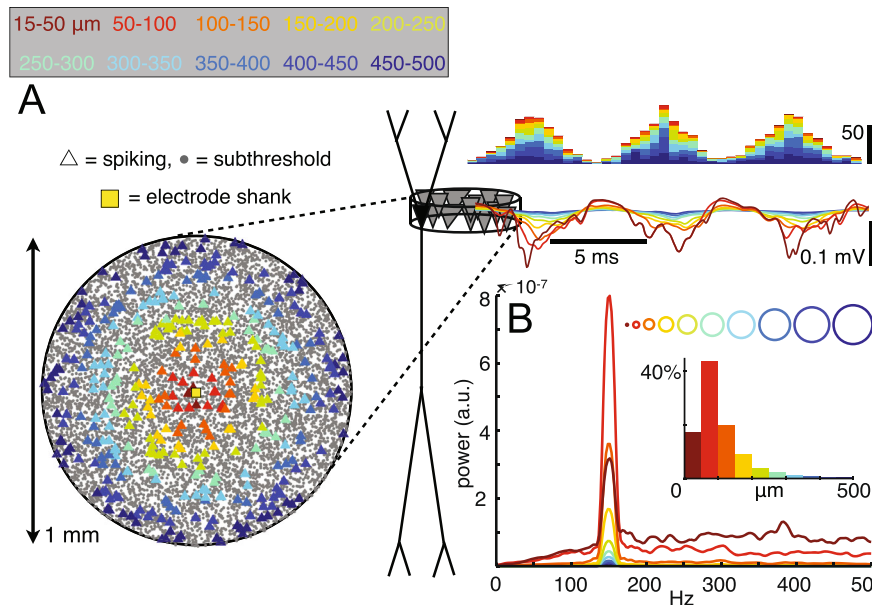 15-50 µm 50-100 100-150 150-200 200-250
250-300 300-350 350-400 400-450 450-500
A
△ = spiking, ● = subthreshold
= electrode shank
50
5 ms
0.1 mV
1 mm
× 10⁻⁷
B
8
6
4
2
power (a.u.)
40%
0 µm 500
0 100 200 300 400 500
Hz